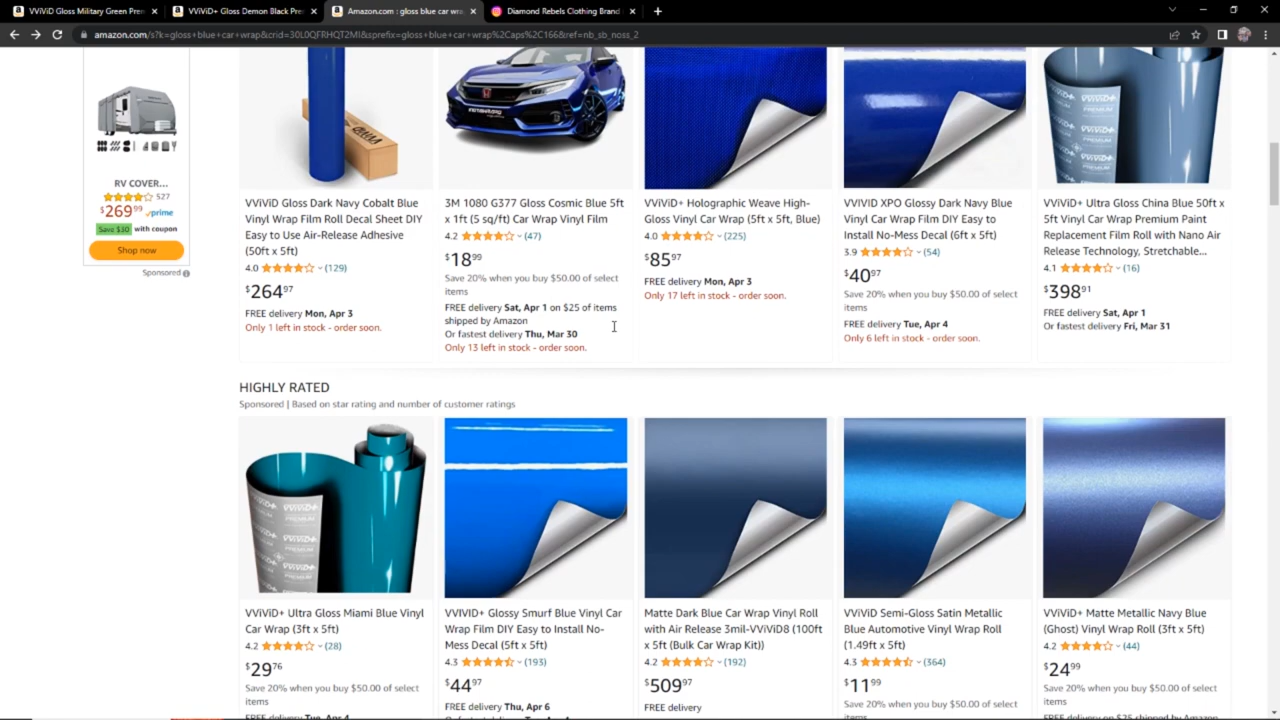 VViViD Gloss Military Green Pre
VViViD+ Gloss Demon Black Pre
Amazon.com : gloss blue car wr
Diamond Rebels Clothing Brand
amazon.com/s?k=gloss+blue+car+wrap&crid=30L0QFRHQT2MI&sprefix=gloss+blue+car+wrap%2Caps%2C166&ref=nb_sb_noss_2
RV COVER...
527
$269.99 prime
Save $30 with coupon
Shop now
Sponsored
VViViD Gloss Dark Navy Cobalt Blue
Vinyl Wrap Film Roll Decal Sheet DIY
Easy to Use Air-Release Adhesive
(50ft x 5ft)
4.0 (129)
$264.97
FREE delivery Mon, Apr 3
Only 1 left in stock - order soon.
3M 1080 G377 Gloss Cosmic Blue 5ft
x 1ft (5 sq/ft) Car Wrap Vinyl Film
4.2 (47)
$18.99
Save 20% when you buy $50.00 of select
items
FREE delivery Sat, Apr 1 on $25 of items
shipped by Amazon
Or fastest delivery Thu, Mar 30
Only 13 left in stock - order soon.
VViViD+ Holographic Weave High-
Gloss Vinyl Car Wrap (5ft x 5ft, Blue)
4.0 (225)
$85.97
FREE delivery Mon, Apr 3
Only 17 left in stock - order soon.
VVIVID XPO Glossy Dark Navy Blue
Vinyl Car Wrap Film DIY Easy to
Install No-Mess Decal (6ft x 5ft)
3.9 (54)
$40.97
Save 20% when you buy $50.00 of select
items
FREE delivery Tue, Apr 4
Only 6 left in stock - order soon.
VViViD+ Ultra Gloss China Blue 50ft x
5ft Vinyl Car Wrap Premium Paint
Replacement Film Roll with Nano Air
Release Technology, Stretchable...
4.1 (16)
$398.91
FREE delivery Sat, Apr 1
Or fastest delivery Fri, Mar 31
HIGHLY RATED
Sponsored | Based on star rating and number of customer ratings
VViViD+ Ultra Gloss Miami Blue Vinyl
Car Wrap (3ft x 5ft)
4.2 (28)
$29.76
Save 20% when you buy $50.00 of select
items
FREE delivery Tue, Apr 4
VVIVID+ Glossy Smurf Blue Vinyl Car
Wrap Film DIY Easy to Install No-
Mess Decal (5ft x 5ft)
4.3 (193)
$44.97
FREE delivery Thu, Apr 6
Matte Dark Blue Car Wrap Vinyl Roll
with Air Release 3mil-VViViD8 (100ft
x 5ft (Bulk Car Wrap Kit))
4.2 (192)
$509.97
FREE delivery
VViViD Semi-Gloss Satin Metallic
Blue Automotive Vinyl Wrap Roll
(1.49ft x 5ft)
4.3 (364)
$11.99
Save 20% when you buy $50.00 of select
items
VViViD+ Matte Metallic Navy Blue
(Ghost) Vinyl Wrap Roll (3ft x 5ft)
4.2 (44)
$24.99
Save 20% when you buy $50.00 of select
items
FREE delivery on $25 shipped by Amazon